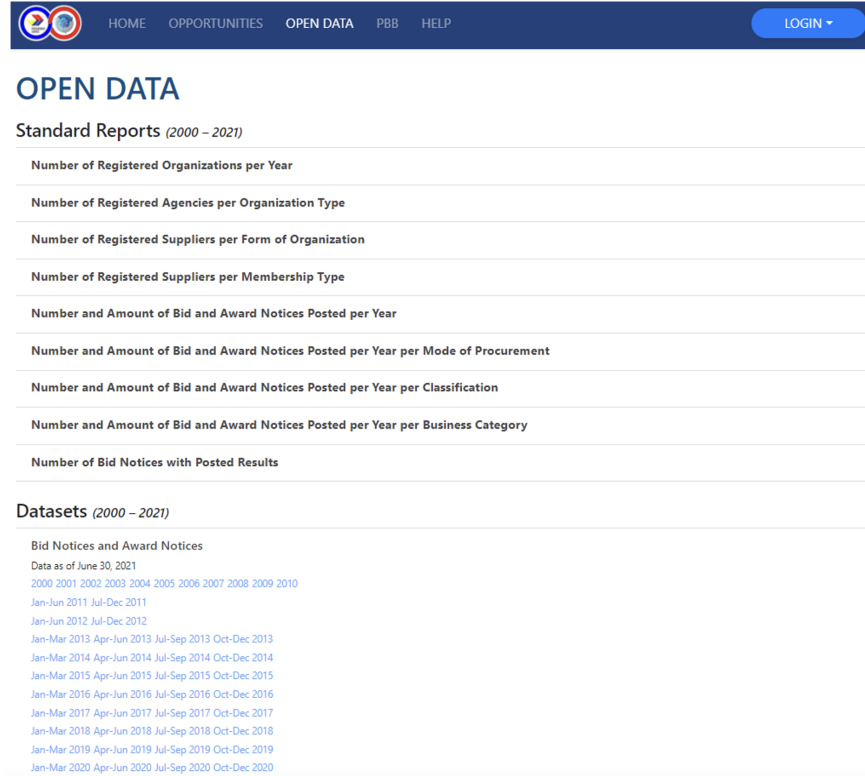 HOME OPPORTUNITIES OPEN DATA PBB HELP LOGIN
OPEN DATA
Standard Reports (2000 – 2021)
Number of Registered Organizations per Year
Number of Registered Agencies per Organization Type
Number of Registered Suppliers per Form of Organization
Number of Registered Suppliers per Membership Type
Number and Amount of Bid and Award Notices Posted per Year
Number and Amount of Bid and Award Notices Posted per Year per Mode of Procurement
Number and Amount of Bid and Award Notices Posted per Year per Classification
Number and Amount of Bid and Award Notices Posted per Year per Business Category
Number of Bid Notices with Posted Results
Datasets (2000 – 2021)
Bid Notices and Award Notices
Data as of June 30, 2021
2000 2001 2002 2003 2004 2005 2006 2007 2008 2009 2010
Jan-Jun 2011 Jul-Dec 2011
Jan-Jun 2012 Jul-Dec 2012
Jan-Mar 2013 Apr-Jun 2013 Jul-Sep 2013 Oct-Dec 2013
Jan-Mar 2014 Apr-Jun 2014 Jul-Sep 2014 Oct-Dec 2014
Jan-Mar 2015 Apr-Jun 2015 Jul-Sep 2015 Oct-Dec 2015
Jan-Mar 2016 Apr-Jun 2016 Jul-Sep 2016 Oct-Dec 2016
Jan-Mar 2017 Apr-Jun 2017 Jul-Sep 2017 Oct-Dec 2017
Jan-Mar 2018 Apr-Jun 2018 Jul-Sep 2018 Oct-Dec 2018
Jan-Mar 2019 Apr-Jun 2019 Jul-Sep 2019 Oct-Dec 2019
Jan-Mar 2020 Apr-Jun 2020 Jul-Sep 2020 Oct-Dec 2020